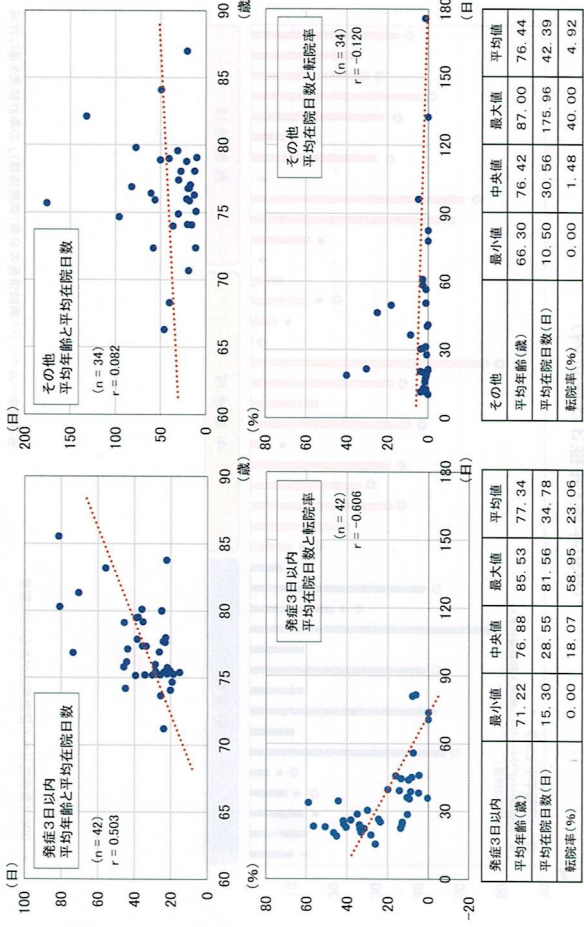 (日)
発症3日以内
平均年齢と平均在院日数
(n=42)
r=0.503
100
80
60
40
20
0
60
65
70
75
80
85
90
(歳)
(日)
その他
平均年齢と平均在院日数
(n=34)
r=0.082
200
150
100
50
0
60
65
70
75
80
85
90
(歳)
(%)
発症3日以内
平均在院日数と転院率
(n=42)
r=-0.606
80
60
40
20
0
-20
0
30
60
90
120
150
180
(日)
(%)
その他
平均在院日数と転院率
(n=34)
r=-0.120
80
60
40
20
0
0
30
60
90
120
150
180
(日)
発症3日以内 最小値 中央値 最大値 平均値
平均年齢(歳) 71.22 76.88 85.53 77.34
平均在院日数(日) 15.30 28.55 81.56 34.78
転院率(%) 0.00 18.07 58.95 23.06
その他 最小値 中央値 最大値 平均値
平均年齢(歳) 66.30 76.42 87.00 76.44
平均在院日数(日) 10.50 30.56 175.96 42.39
転院率(%) 0.00 1.48 40.00 4.92